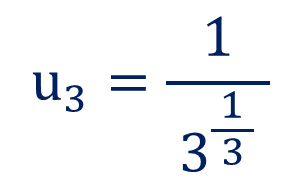 u₃ = 1 / 3^(1/3)